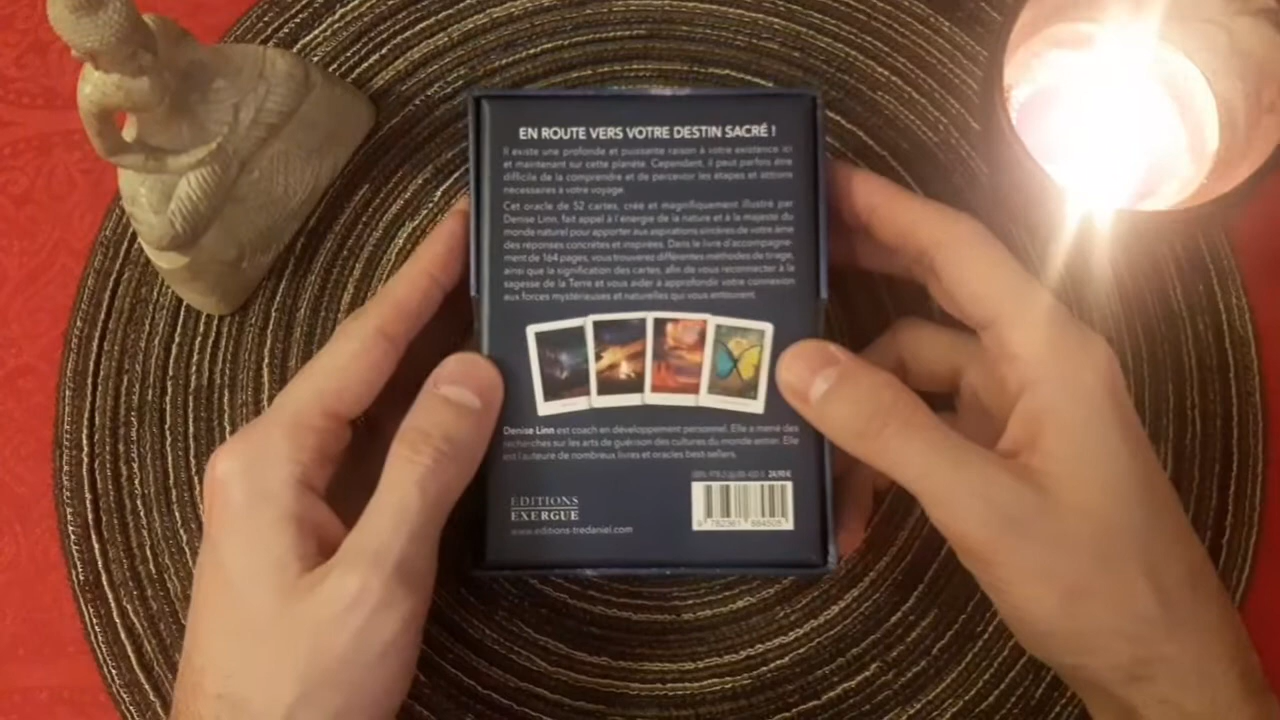 EN ROUTE VERS VOTRE DESTIN SACRÉ !
Il existe une profonde et puissante raison à votre existence ici
et maintenant sur cette planète. Cependant, il peut parfois être
difficile de la comprendre et de percevoir les étapes et actions
nécessaires à votre voyage.
Cet oracle de 52 cartes, créé et magnifiquement illustré par
Denise Linn, fait appel à l'énergie de la nature et à la majesté du
monde naturel pour apporter aux aspirations sincères de votre âme
des réponses concrètes et inspirées. Dans le livre d'accompagne-
ment de 164 pages, vous trouverez différentes méthodes de tirage,
ainsi que la signification des cartes, afin de vous reconnecter à la
sagesse de la Terre et vous aider à approfondir votre connexion
aux forces mystérieuses et naturelles qui vous entourent.
Denise Linn est coach en développement personnel. Elle a mené des
recherches sur les arts de guérison des cultures du monde entier. Elle
est l'auteure de nombreux livres et oracles best-sellers.
24,90 €
EDITIONS
EXERGUE
www.editions-tredaniel.com
9 782361 884505